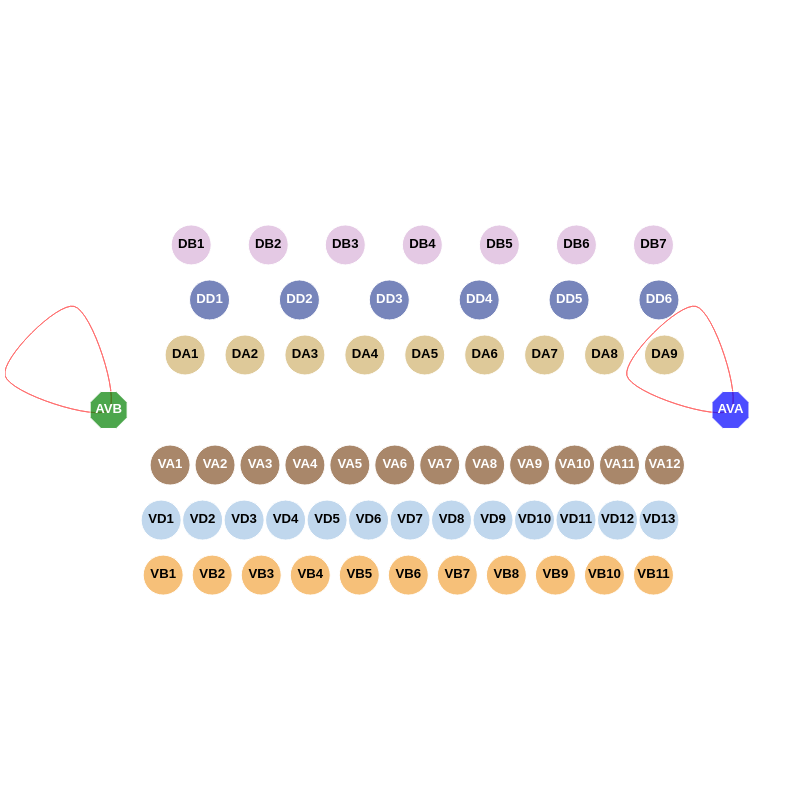 DB1 DB2 DB3 DB4 DB5 DB6 DB7
DD1 DD2 DD3 DD4 DD5 DD6
DA1 DA2 DA3 DA4 DA5 DA6 DA7 DA8 DA9
AVB AVA
VA1 VA2 VA3 VA4 VA5 VA6 VA7 VA8 VA9 VA10 VA11 VA12
VD1 VD2 VD3 VD4 VD5 VD6 VD7 VD8 VD9 VD10 VD11 VD12 VD13
VB1 VB2 VB3 VB4 VB5 VB6 VB7 VB8 VB9 VB10 VB11